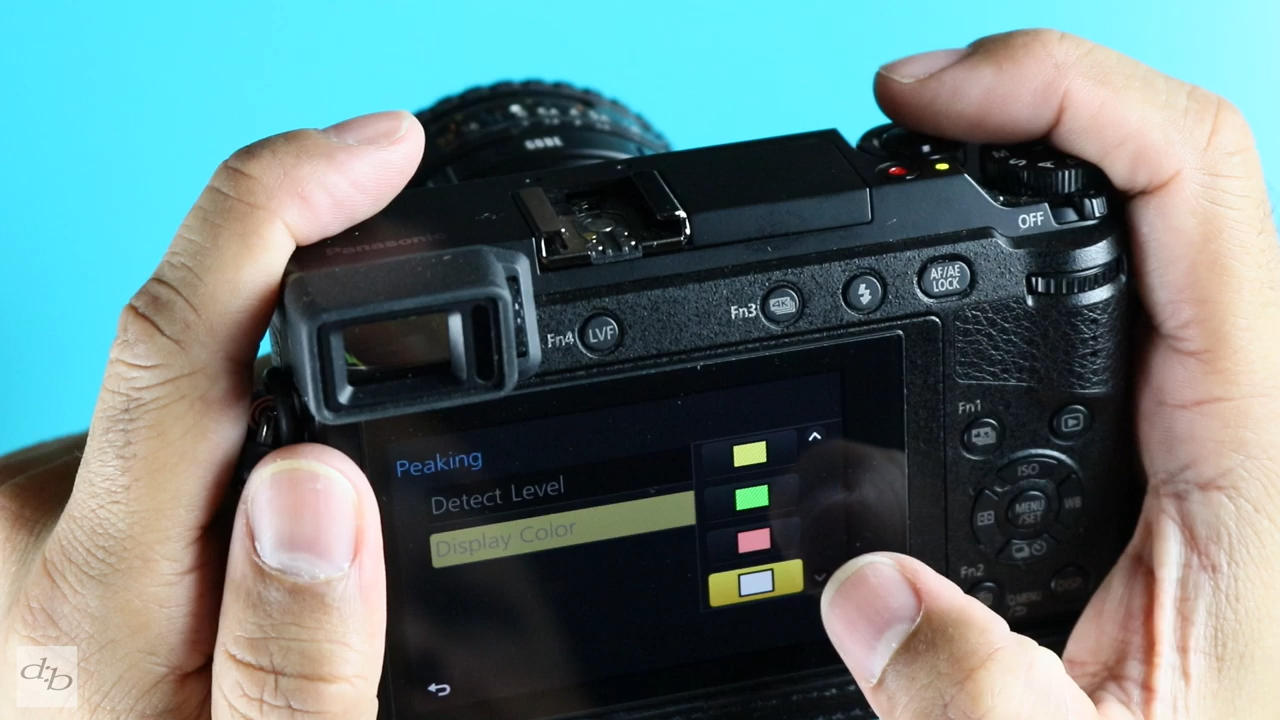 Panasonic
M
S
A
OFF
AF/AE
LOCK
Fn3
4K
Fn4
LVF
Peaking
Detect Level
Display Color
Fn1
ISO
MENU
/SET
WB
Fn2
Q.MENU
DISP.
d:b